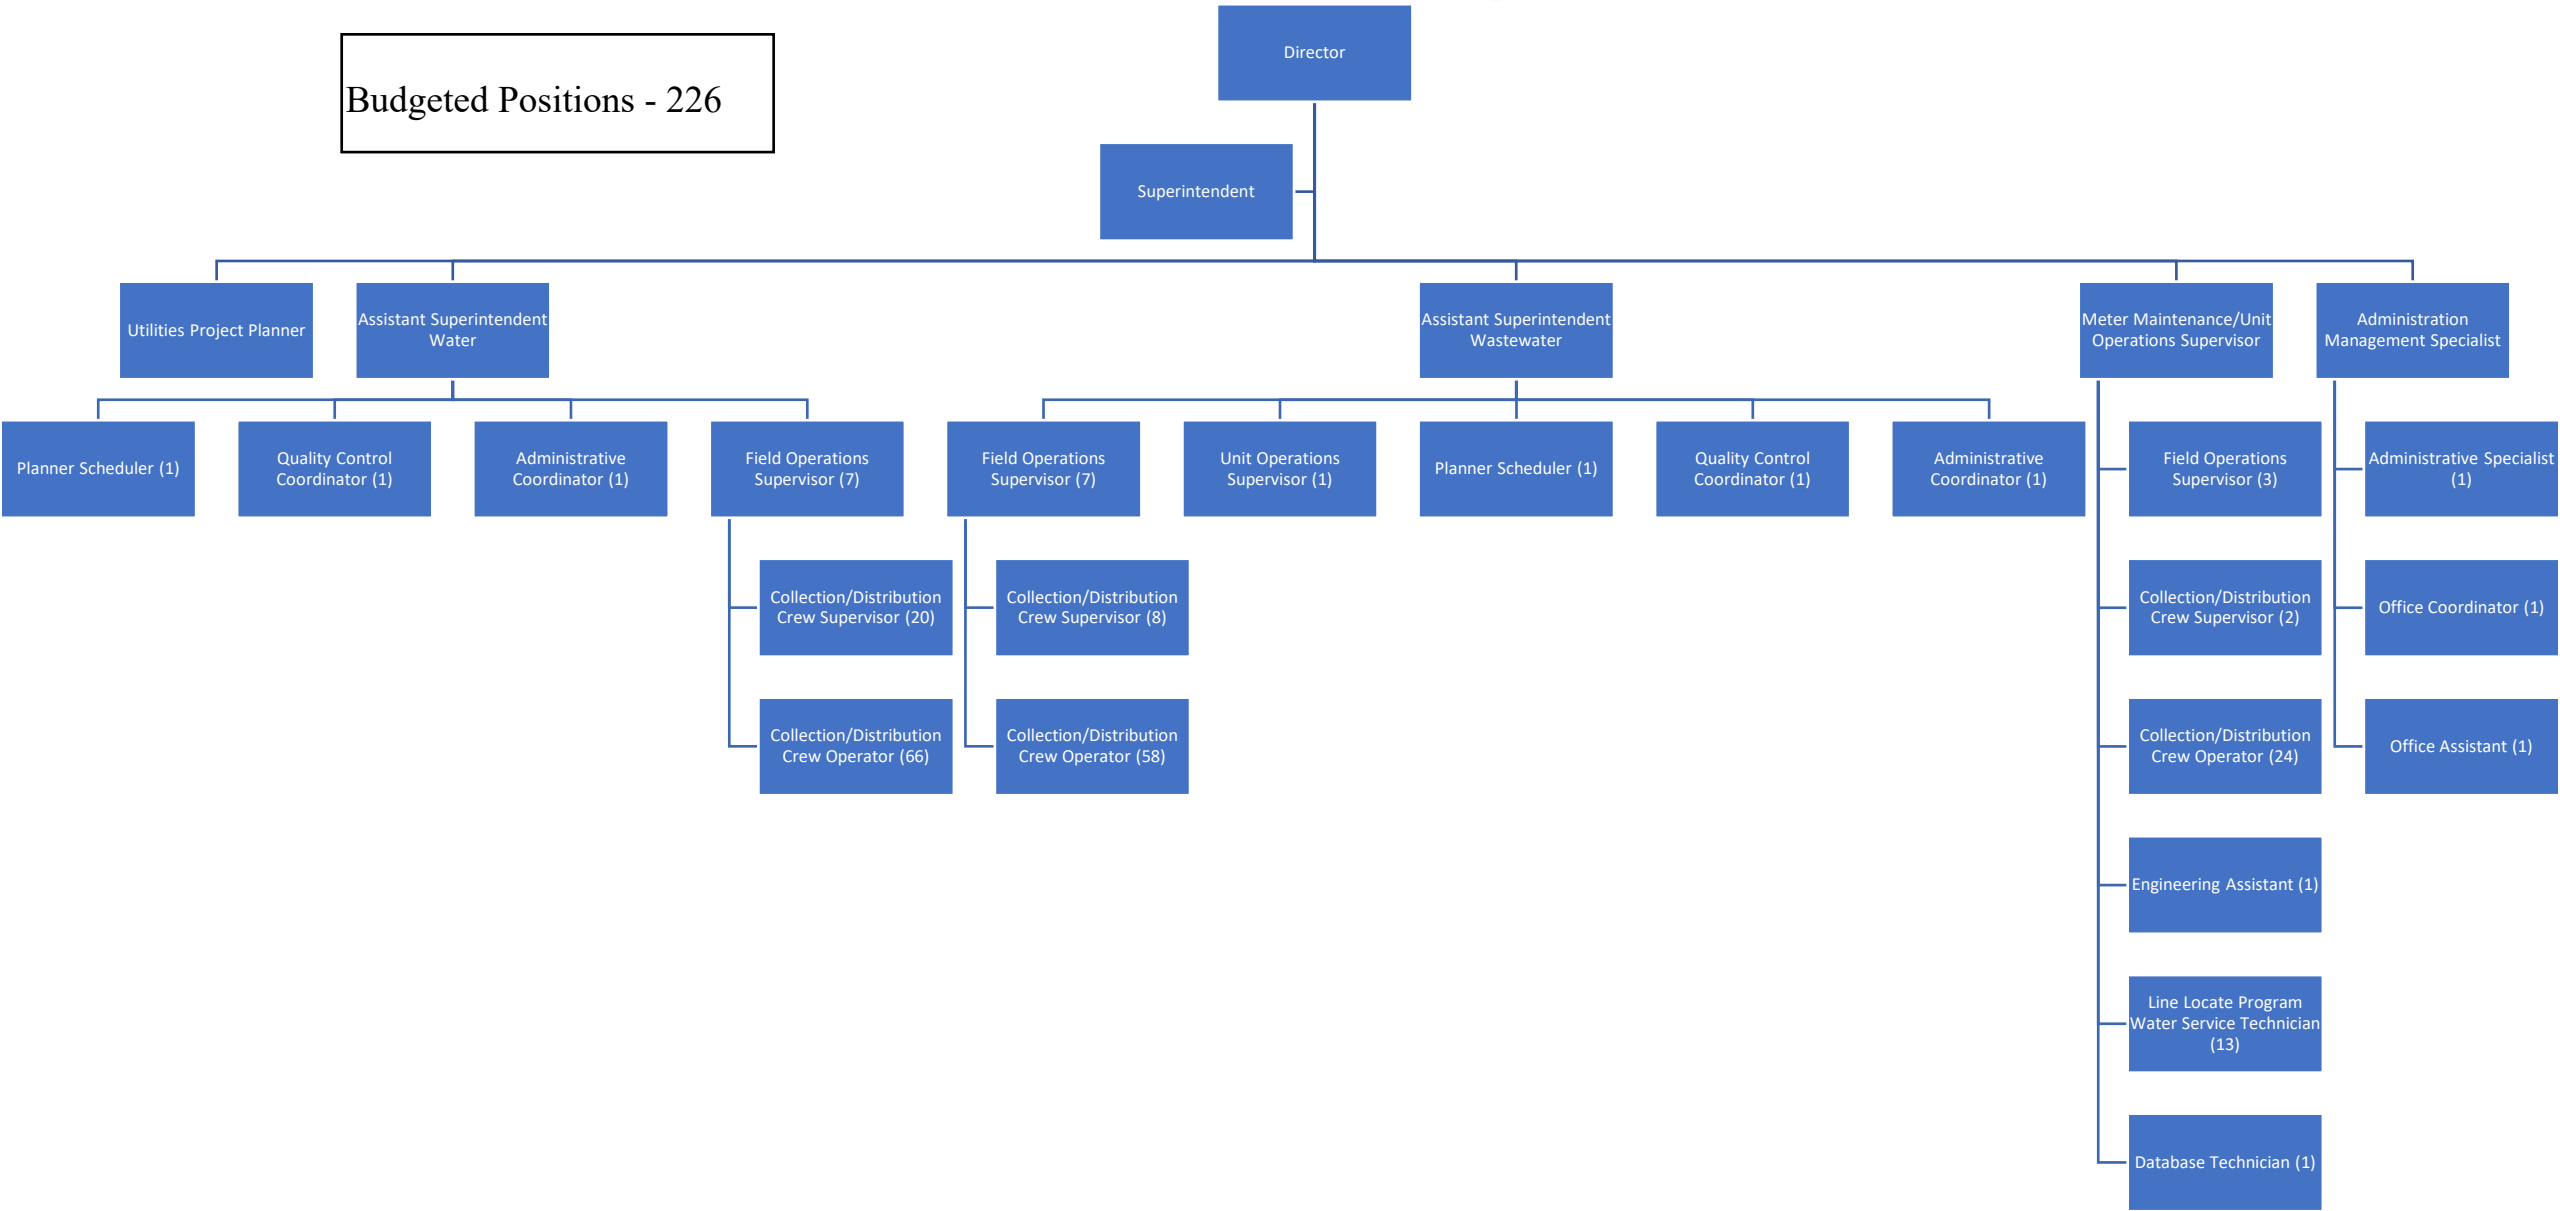 Director
Budgeted Positions - 226
Superintendent
Utilities Project Planner
Assistant Superintendent
Water
Assistant Superintendent
Wastewater
Meter Maintenance/Unit
Operations Supervisor
Administration
Management Specialist
Planner Scheduler (1)
Quality Control
Coordinator (1)
Administrative
Coordinator (1)
Field Operations
Supervisor (7)
Field Operations
Supervisor (7)
Unit Operations
Supervisor (1)
Planner Scheduler (1)
Quality Control
Coordinator (1)
Administrative
Coordinator (1)
Field Operations
Supervisor (3)
Administrative Specialist
(1)
Collection/Distribution
Crew Supervisor (20)
Collection/Distribution
Crew Supervisor (8)
Collection/Distribution
Crew Supervisor (2)
Office Coordinator (1)
Collection/Distribution
Crew Operator (66)
Collection/Distribution
Crew Operator (58)
Collection/Distribution
Crew Operator (24)
Office Assistant (1)
Engineering Assistant (1)
Line Locate Program
Water Service Technician
(13)
Database Technician (1)